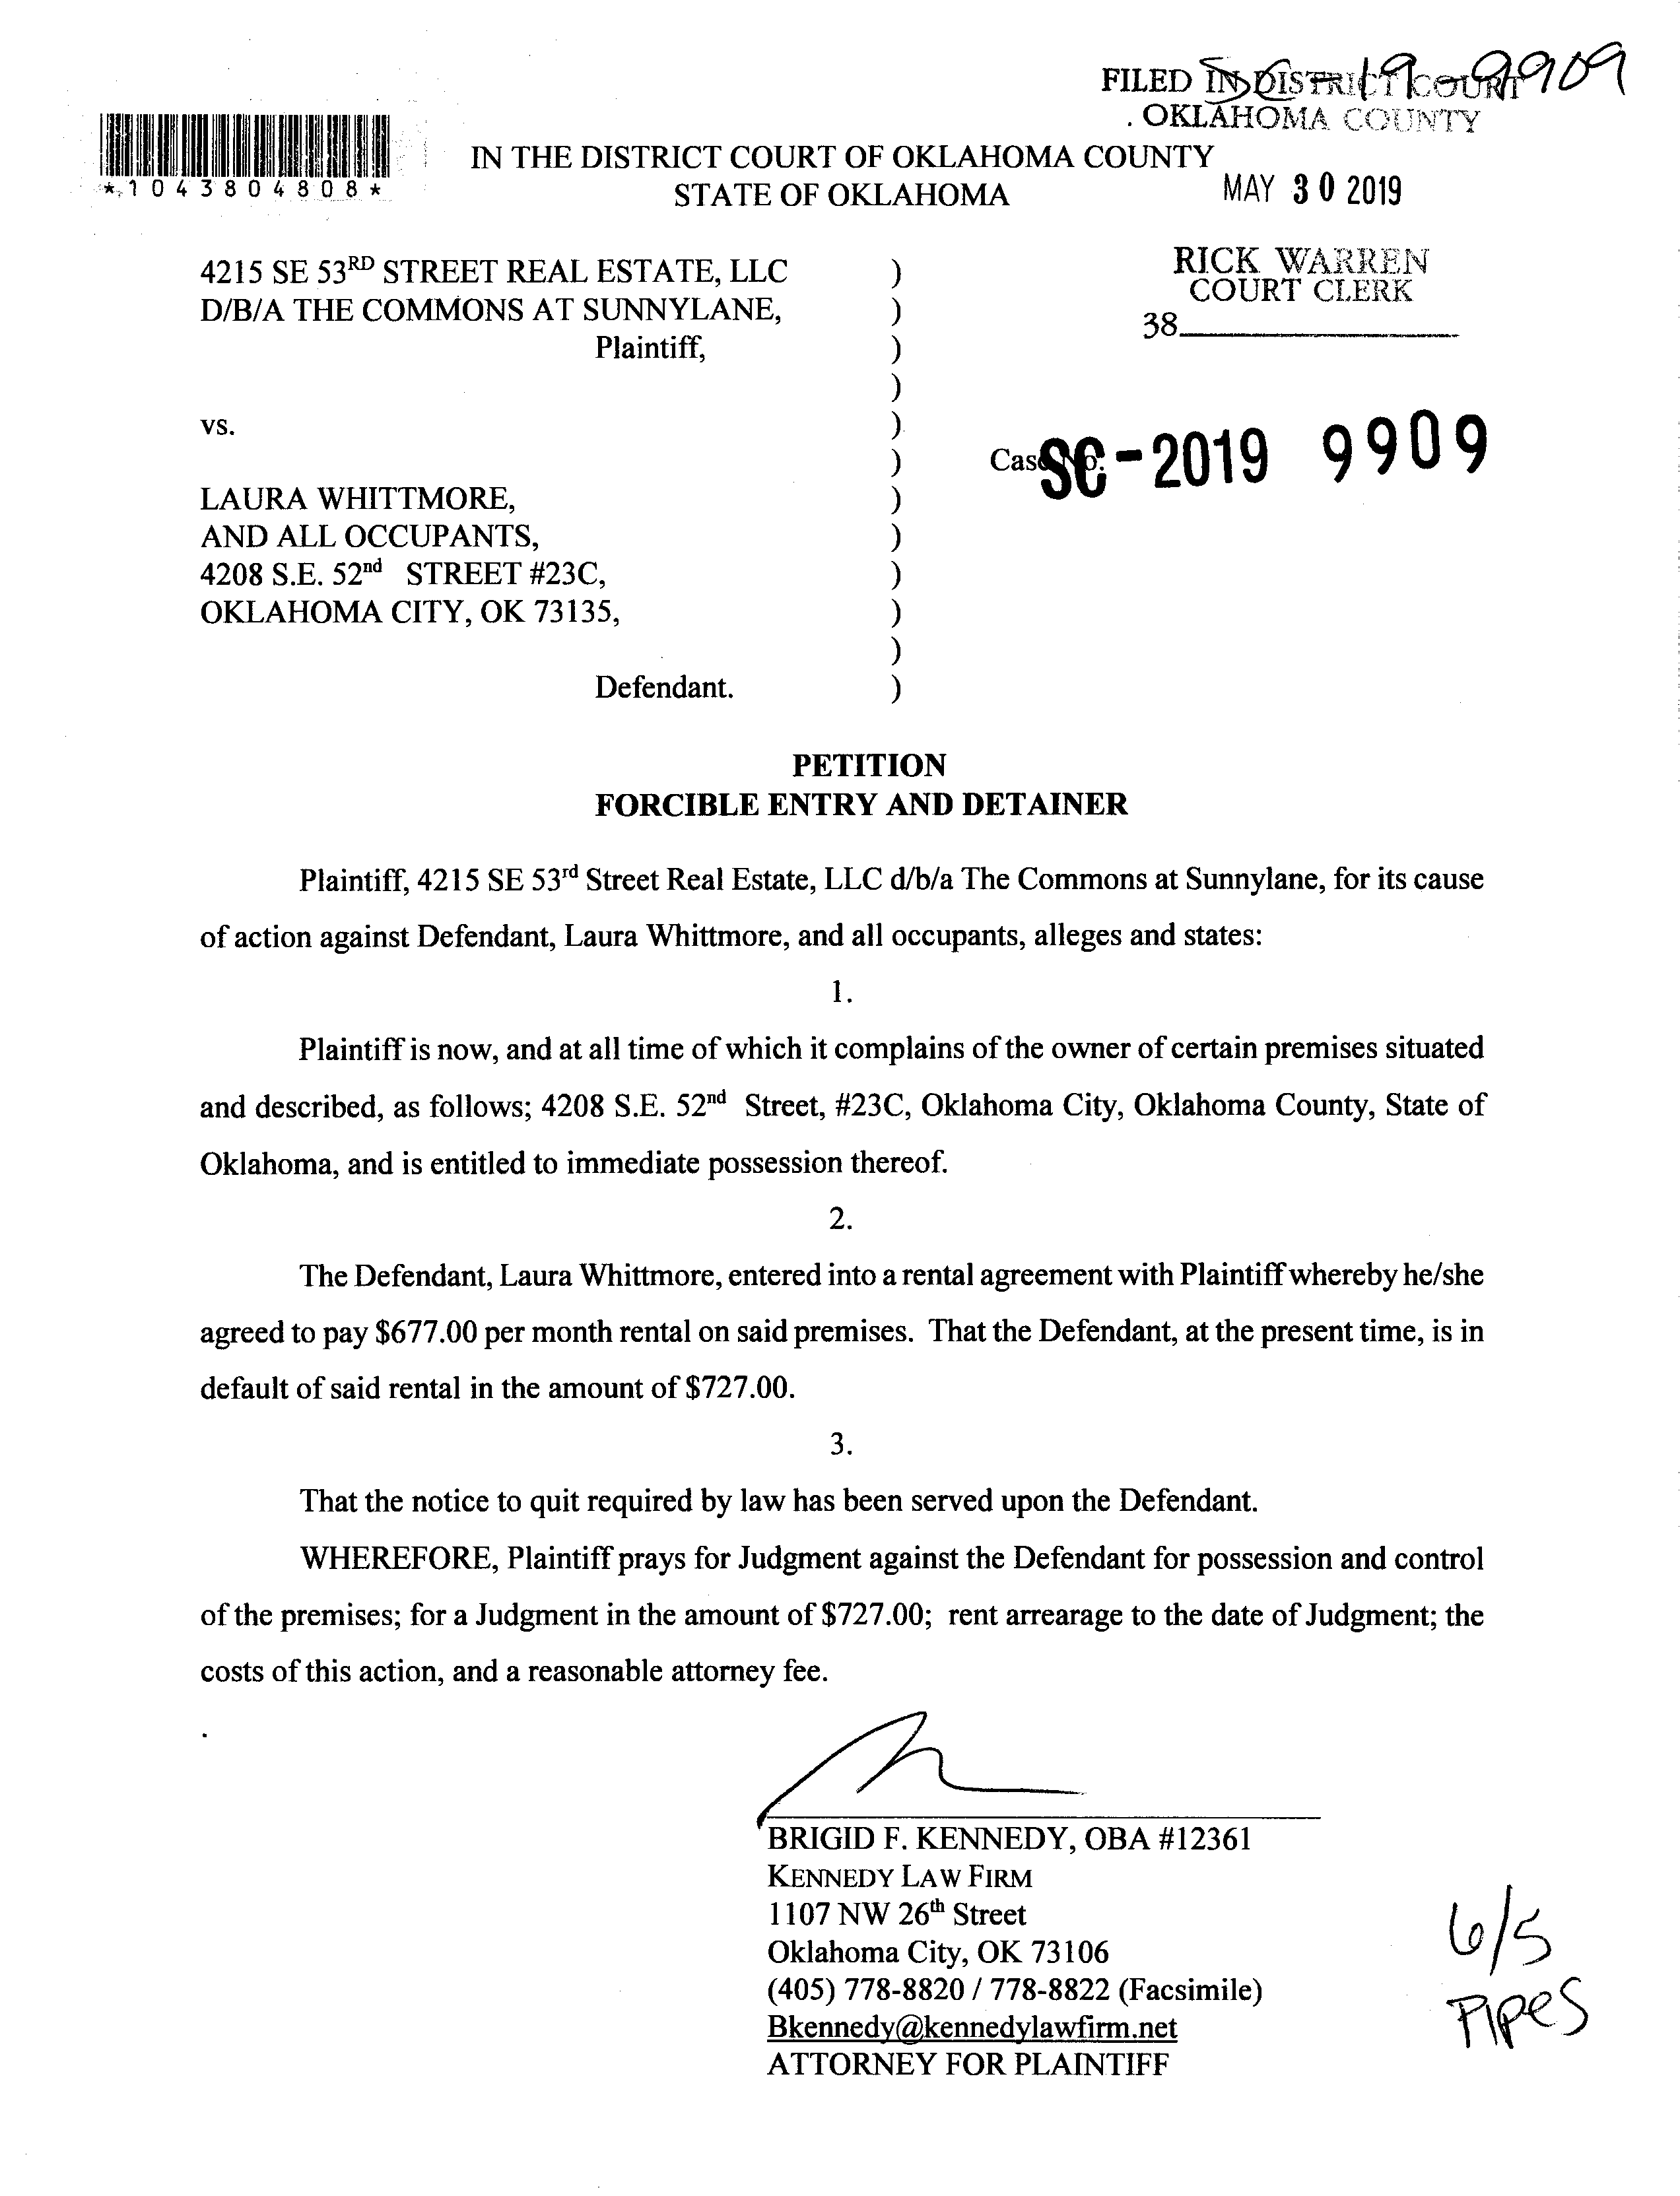 SC-19-9909
FILED IN DISTRICT COURT
OKLAHOMA COUNTY
*1043804808*
IN THE DISTRICT COURT OF OKLAHOMA COUNTY
STATE OF OKLAHOMA
MAY 30 2019
RICK WARREN
COURT CLERK
38
4215 SE 53RD STREET REAL ESTATE, LLC )
D/B/A THE COMMONS AT SUNNYLANE, )
Plaintiff, )
)
vs. )
Case No. SC-2019 9909
)
LAURA WHITTMORE, )
AND ALL OCCUPANTS, )
4208 S.E. 52nd STREET #23C, )
OKLAHOMA CITY, OK 73135, )
)
Defendant. )
PETITION
FORCIBLE ENTRY AND DETAINER
Plaintiff, 4215 SE 53rd Street Real Estate, LLC d/b/a The Commons at Sunnylane, for its cause
of action against Defendant, Laura Whittmore, and all occupants, alleges and states:
1.
Plaintiff is now, and at all time of which it complains of the owner of certain premises situated
and described, as follows; 4208 S.E. 52nd Street, #23C, Oklahoma City, Oklahoma County, State of
Oklahoma, and is entitled to immediate possession thereof.
2.
The Defendant, Laura Whittmore, entered into a rental agreement with Plaintiff whereby he/she
agreed to pay $677.00 per month rental on said premises. That the Defendant, at the present time, is in
default of said rental in the amount of $727.00.
3.
That the notice to quit required by law has been served upon the Defendant.
WHEREFORE, Plaintiff prays for Judgment against the Defendant for possession and control
of the premises; for a Judgment in the amount of $727.00; rent arrearage to the date of Judgment; the
costs of this action, and a reasonable attorney fee.
BRIGID F. KENNEDY, OBA #12361
KENNEDY LAW FIRM
1107 NW 26th Street
Oklahoma City, OK 73106
(405) 778-8820 / 778-8822 (Facsimile)
Bkennedy@kennedylawfirm.net
ATTORNEY FOR PLAINTIFF
6/5
Pipes